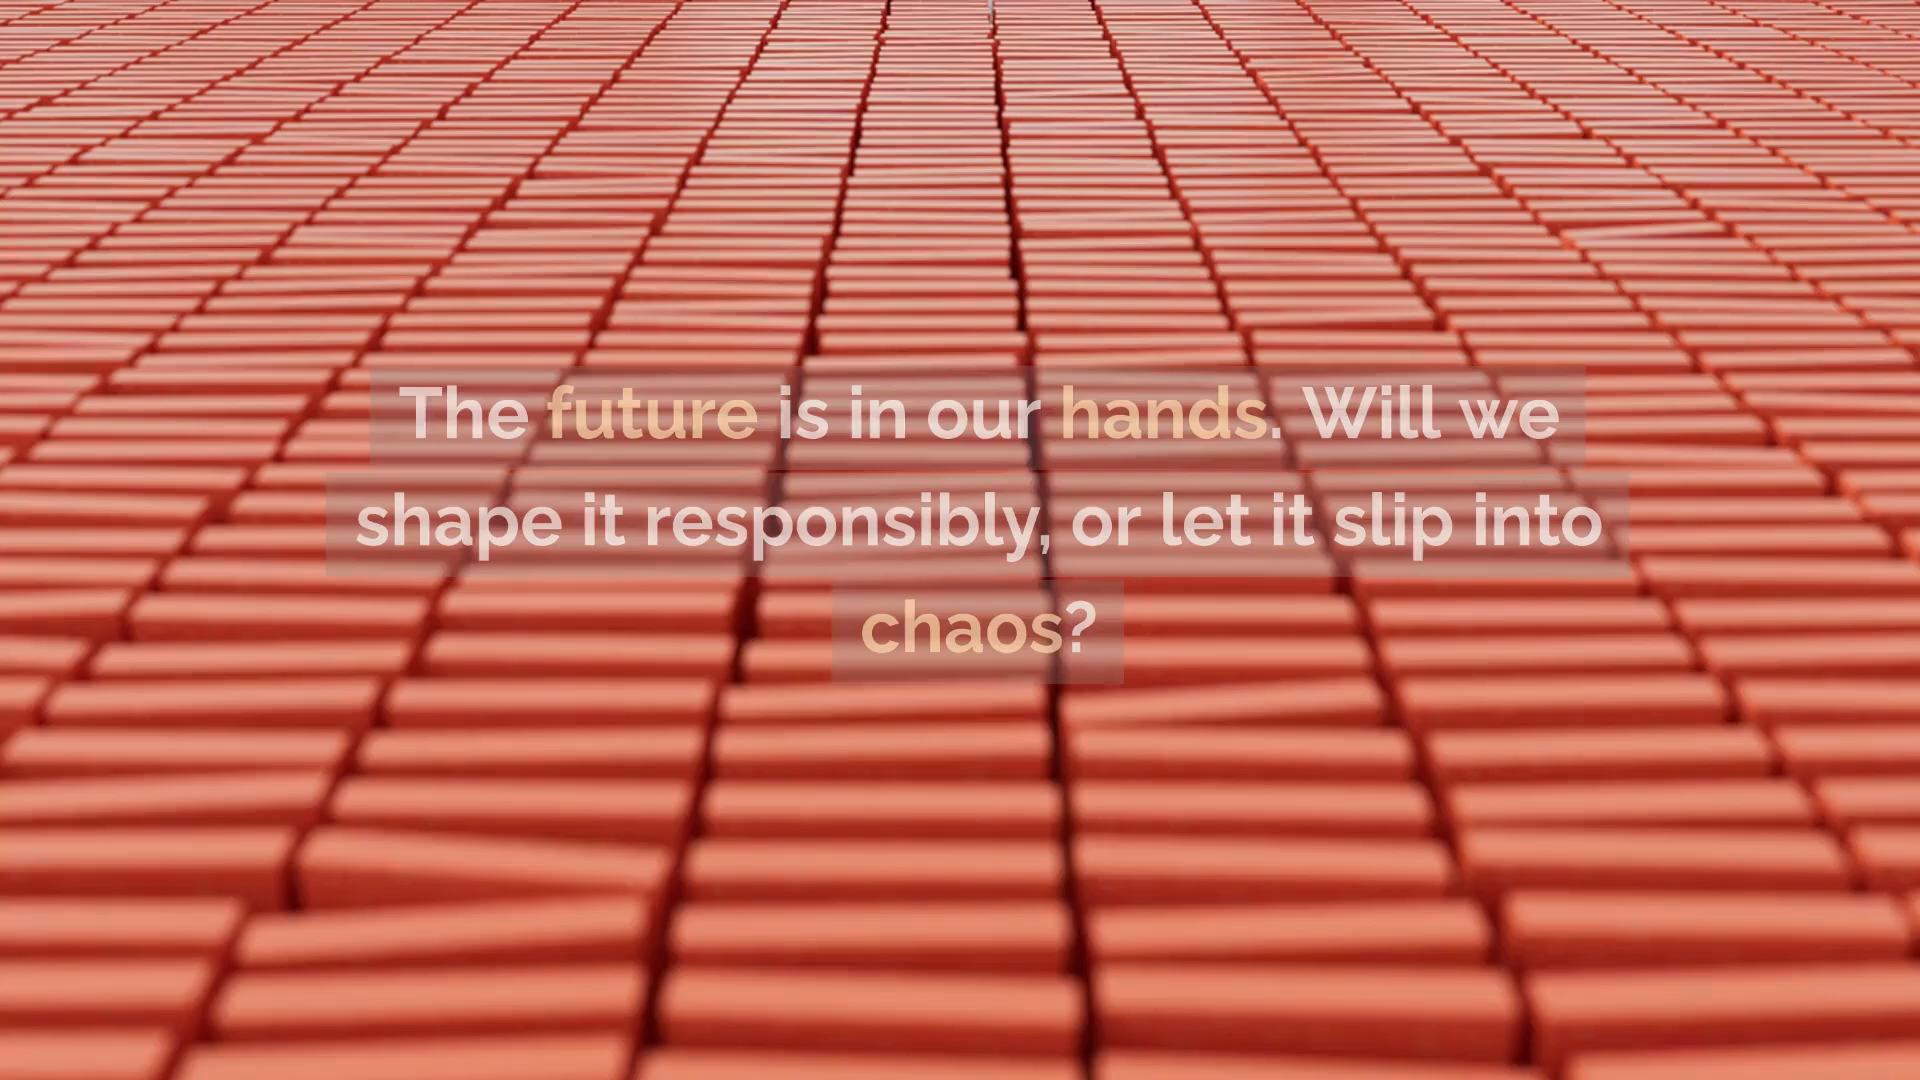 The future is in our hands. Will we
shape it responsibly, or let it slip into
chaos?